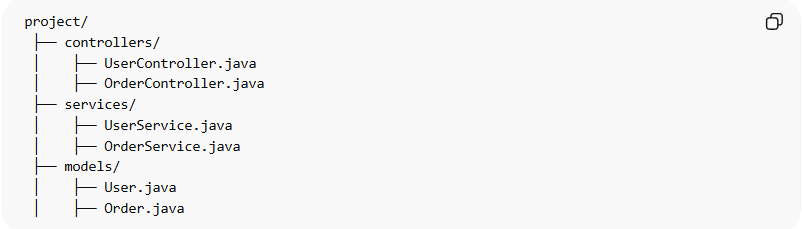 project/
├── controllers/
│   ├── UserController.java
│   ├── OrderController.java
├── services/
│   ├── UserService.java
│   ├── OrderService.java
├── models/
│   ├── User.java
│   ├── Order.java